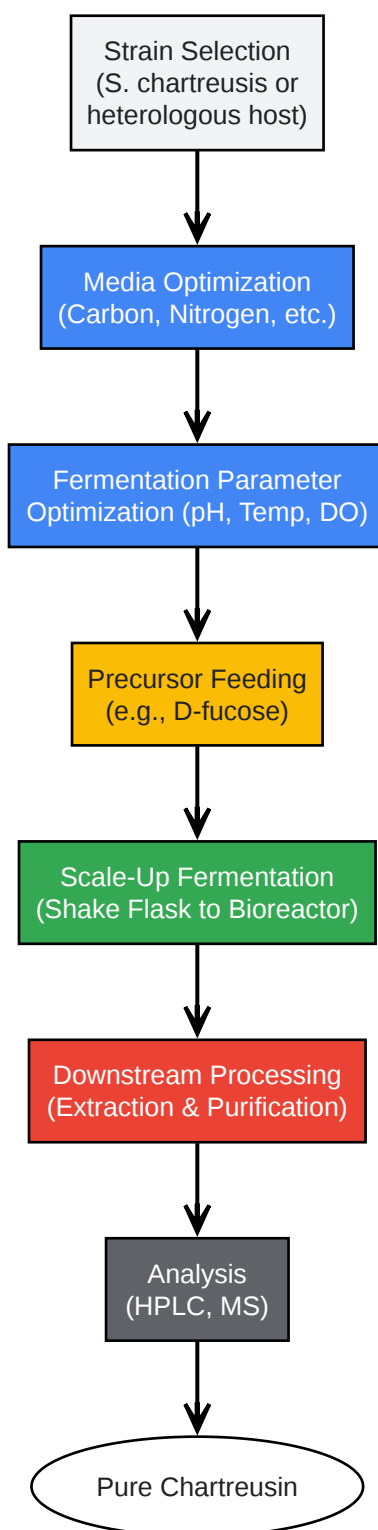 Strain Selection
(S. chartreusis or
heterologous host)
Media Optimization
(Carbon, Nitrogen, etc.)
Fermentation Parameter
Optimization (pH, Temp, DO)
Precursor Feeding
(e.g., D-fucose)
Scale-Up Fermentation
(Shake Flask to Bioreactor)
Downstream Processing
(Extraction & Purification)
Analysis
(HPLC, MS)
Pure Chartreusin